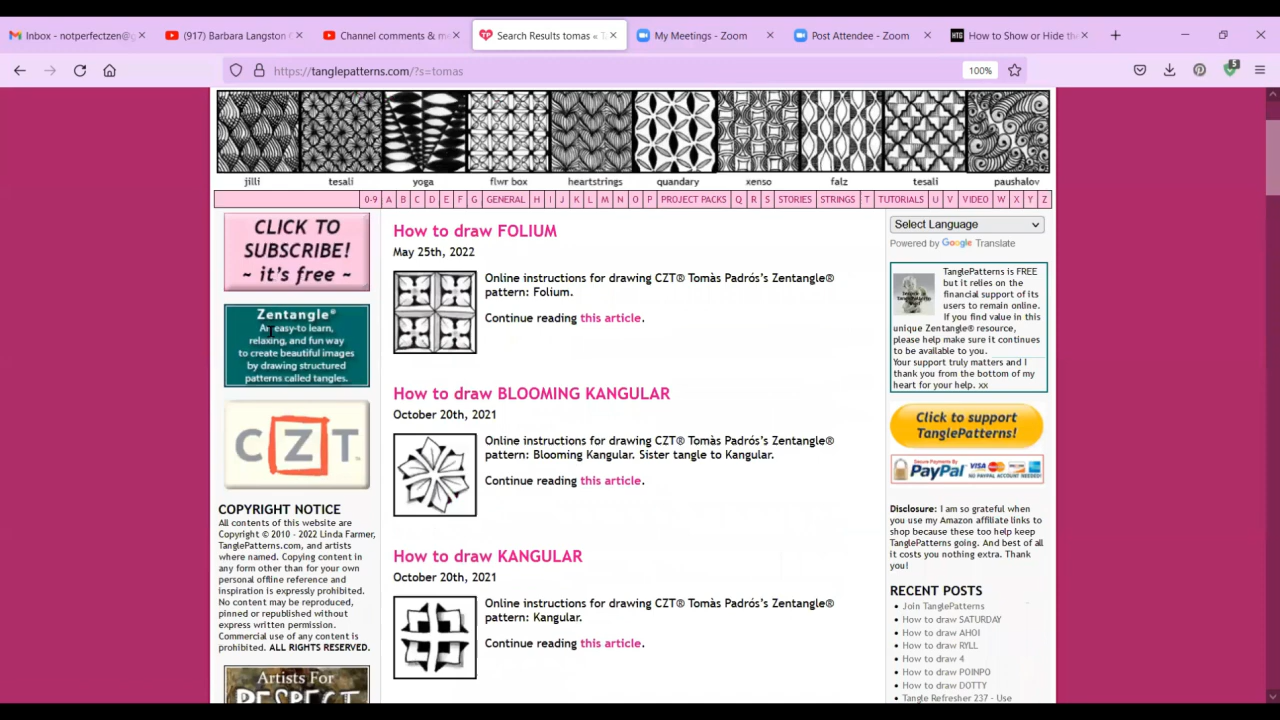 Inbox - notperfectzen@g
(917) Barbara Langston
Channel comments & m
Search Results tomas « T
My Meetings - Zoom
Post Attendee - Zoom
HTG How to Show or Hide the
https://tanglepatterns.com/?s=tomas
100%
5
jilli tesali yoga flwr box heartstrings quandary xenso falz tesali paushalov
0-9 A B C D E F G GENERAL H I J K L M N O P PROJECT PACKS Q R S STORIES STRINGS T TUTORIALS U V VIDEO W X Y Z
CLICK TO
SUBSCRIBE!
~ it's free ~
Zentangle®
An easy-to learn,
relaxing, and fun way
to create beautiful images
by drawing structured
patterns called tangles.
CZT
COPYRIGHT NOTICE
All contents of this website are
Copyright © 2010 - 2022 Linda Farmer,
TanglePatterns.com, and artists
where named. Copying content in
any form other than for your own
personal offline reference and
inspiration is expressly prohibited.
No content may be reproduced,
pinned or republished without
express written permission.
Commercial use of any content is
prohibited. ALL RIGHTS RESERVED.
Artists For
RESPECT
How to draw FOLIUM
May 25th, 2022
Online instructions for drawing CZT® Tomàs Padrós's Zentangle®
pattern: Folium.
Continue reading this article.
How to draw BLOOMING KANGULAR
October 20th, 2021
Online instructions for drawing CZT® Tomàs Padrós's Zentangle®
pattern: Blooming Kangular. Sister tangle to Kangular.
Continue reading this article.
How to draw KANGULAR
October 20th, 2021
Online instructions for drawing CZT® Tomàs Padrós's Zentangle®
pattern: Kangular.
Continue reading this article.
Select Language
Powered by Google Translate
TanglePatterns is FREE
but it relies on the
financial support of its
users to remain online.
If you find value in this
unique Zentangle® resource,
please help make sure it continues
to be available to you.
Your support truly matters and I
thank you from the bottom of my
heart for your help. xx
Click to support
TanglePatterns!
PayPal
VISA
Disclosure: I am so grateful when
you use my Amazon affiliate links to
shop because these too help keep
TanglePatterns going. And best of all
it costs you nothing extra. Thank
you!
RECENT POSTS
Join TanglePatterns
How to draw SATURDAY
How to draw AHOI
How to draw RYLL
How to draw 4
How to draw POINPO
How to draw DOTTY
Tangle Refresher 237 - Use